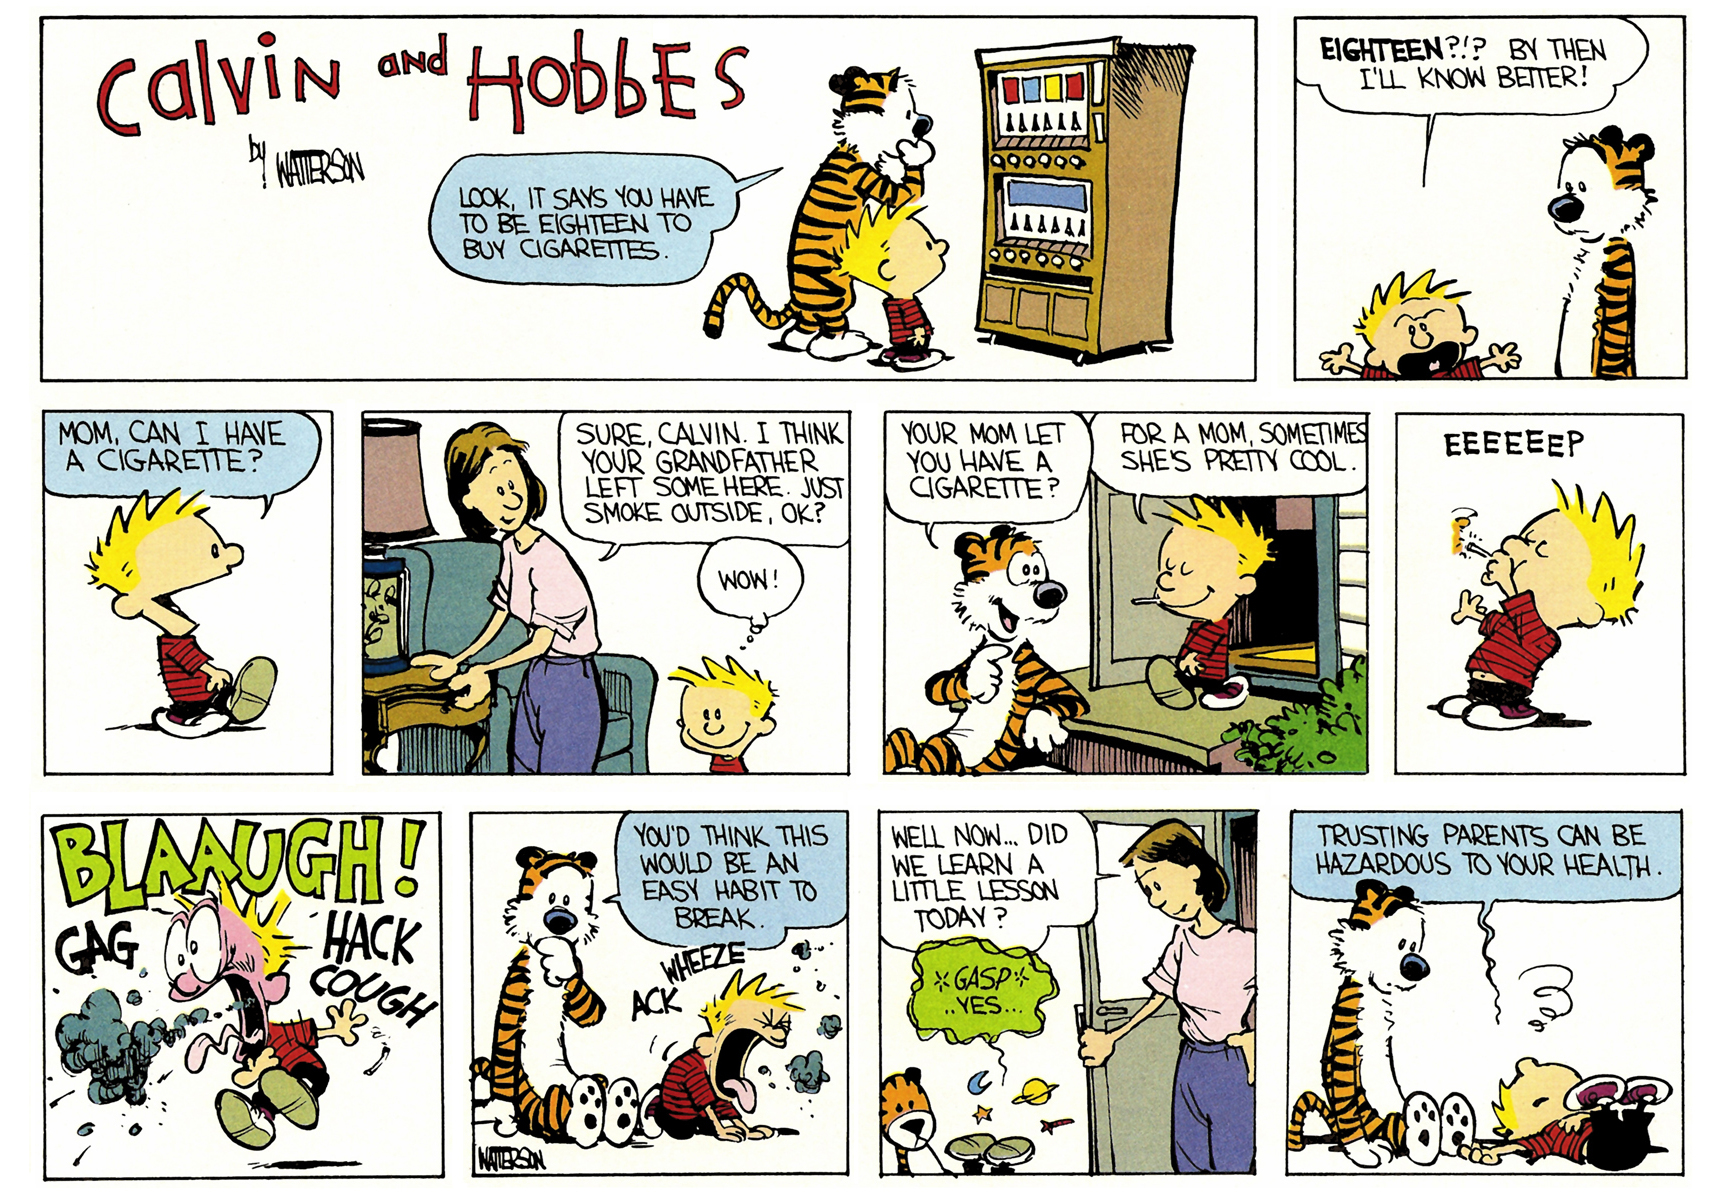 Calvin and Hobbes
by WATTERSON
LOOK, IT SAYS YOU HAVE
TO BE EIGHTEEN TO
BUY CIGARETTES.
EIGHTEEN?!? BY THEN
I'LL KNOW BETTER!
MOM, CAN I HAVE
A CIGARETTE?
SURE, CALVIN. I THINK
YOUR GRANDFATHER
LEFT SOME HERE. JUST
SMOKE OUTSIDE, OK?
WOW!
YOUR MOM LET
YOU HAVE A
CIGARETTE?
FOR A MOM, SOMETIMES
SHE'S PRETTY COOL.
EEEEEEP
BLAAUGH!
GAG
HACK
COUGH
YOU'D THINK THIS
WOULD BE AN
EASY HABIT TO
BREAK.
WHEEZE
ACK
WATTERSON
WELL NOW... DID
WE LEARN A
LITTLE LESSON
TODAY?
*GASP*
..YES...
TRUSTING PARENTS CAN BE
HAZARDOUS TO YOUR HEALTH.